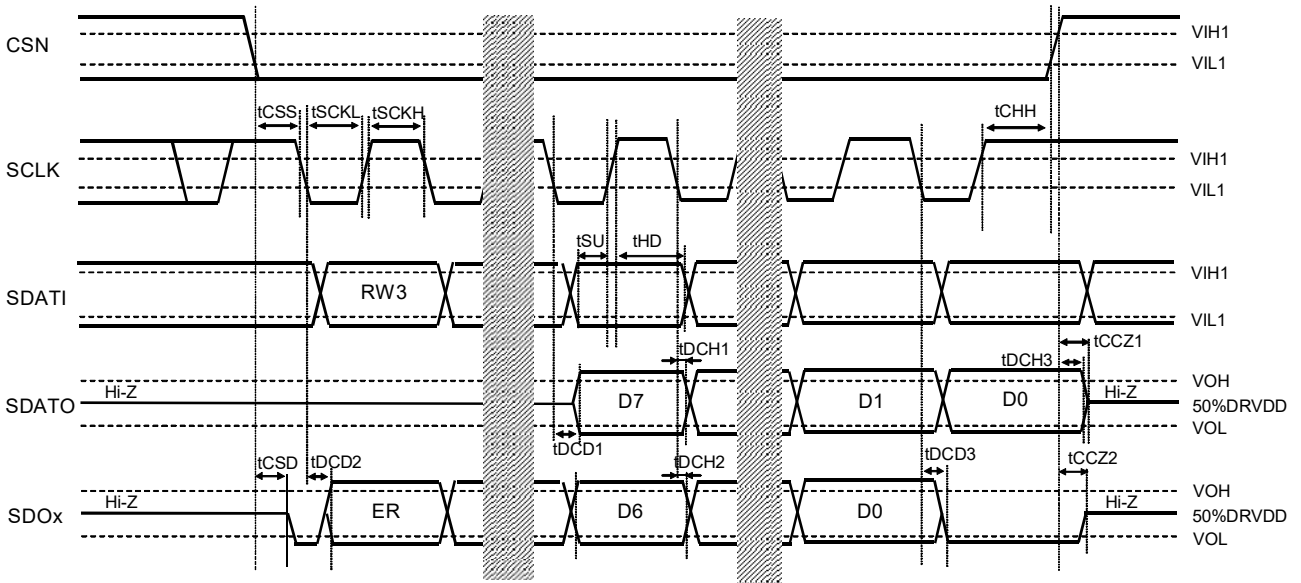 CSN
VIH1
VIL1
tCSS tSCKL tSCKH
tCHH
SCLK
VIH1
VIL1
tSU tHD
SDATI
RW3
VIH1
VIL1
tCCZ1
tDCH1
tDCH3
SDATO
Hi-Z
D7
D1
D0
Hi-Z
VOH
50%DRVDD
VOL
tDCD1
tCSD
tDCD2
tDCH2
tDCD3
tCCZ2
SDOx
Hi-Z
ER
D6
D0
Hi-Z
VOH
50%DRVDD
VOL